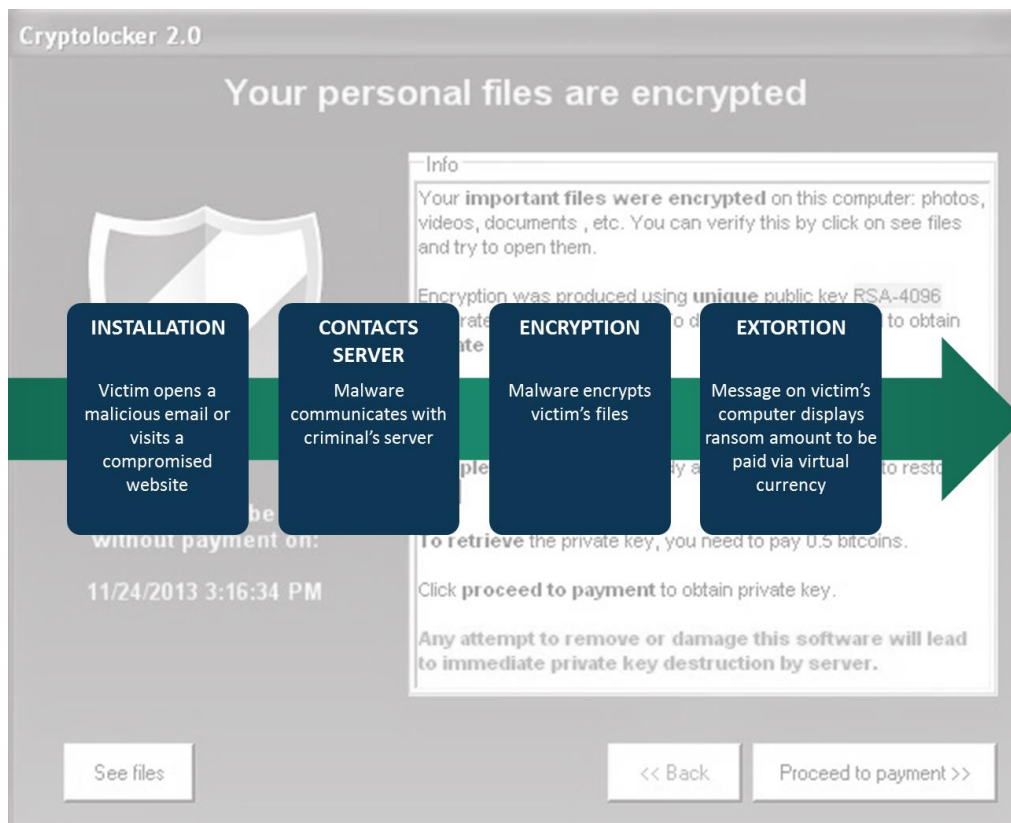 Cryptolocker 2.0
Your personal files are encrypted
Info
Your important files were encrypted on this computer: photos,
videos, documents , etc. You can verify this by click on see files
and try to open them.
Encryption was produced using unique public key RSA-4096
to obtain
INSTALLATION
Victim opens a
malicious email or
visits a
compromised
website
CONTACTS
SERVER
Malware
communicates with
criminal's server
ENCRYPTION
Malware encrypts
victim's files
EXTORTION
Message on victim's
computer displays
ransom amount to be
paid via virtual
currency
without payment on:
11/24/2013 3:16:34 PM
To retrieve the private key, you need to pay 0.5 bitcoins.
Click proceed to payment to obtain private key.
Any attempt to remove or damage this software will lead
to immediate private key destruction by server.
See files
<< Back
Proceed to payment >>